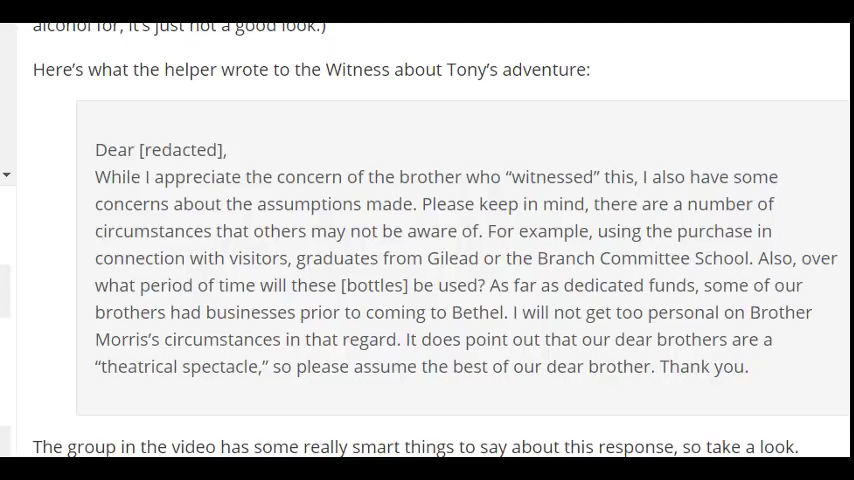 alcohol for, it's just not a good look.)
Here's what the helper wrote to the Witness about Tony's adventure:
Dear [redacted],
While I appreciate the concern of the brother who “witnessed” this, I also have some
concerns about the assumptions made. Please keep in mind, there are a number of
circumstances that others may not be aware of. For example, using the purchase in
connection with visitors, graduates from Gilead or the Branch Committee School. Also, over
what period of time will these [bottles] be used? As far as dedicated funds, some of our
brothers had businesses prior to coming to Bethel. I will not get too personal on Brother
Morris’s circumstances in that regard. It does point out that our dear brothers are a
“theatrical spectacle,” so please assume the best of our dear brother. Thank you.
The group in the video has some really smart things to say about this response, so take a look.